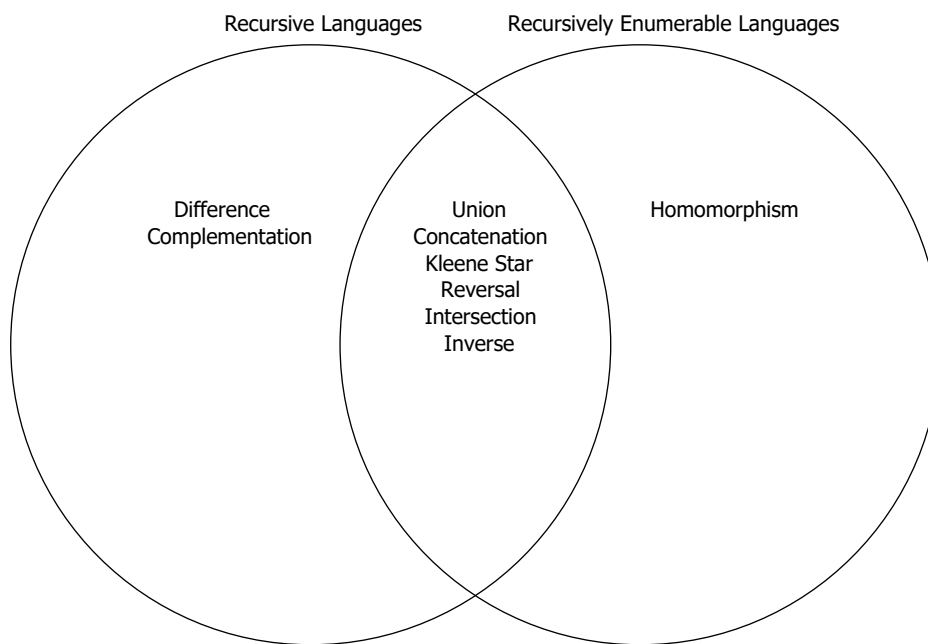 Recursive Languages
Recursively Enumerable Languages
Difference
Complementation
Union
Concatenation
Kleene Star
Reversal
Intersection
Inverse
Homomorphism